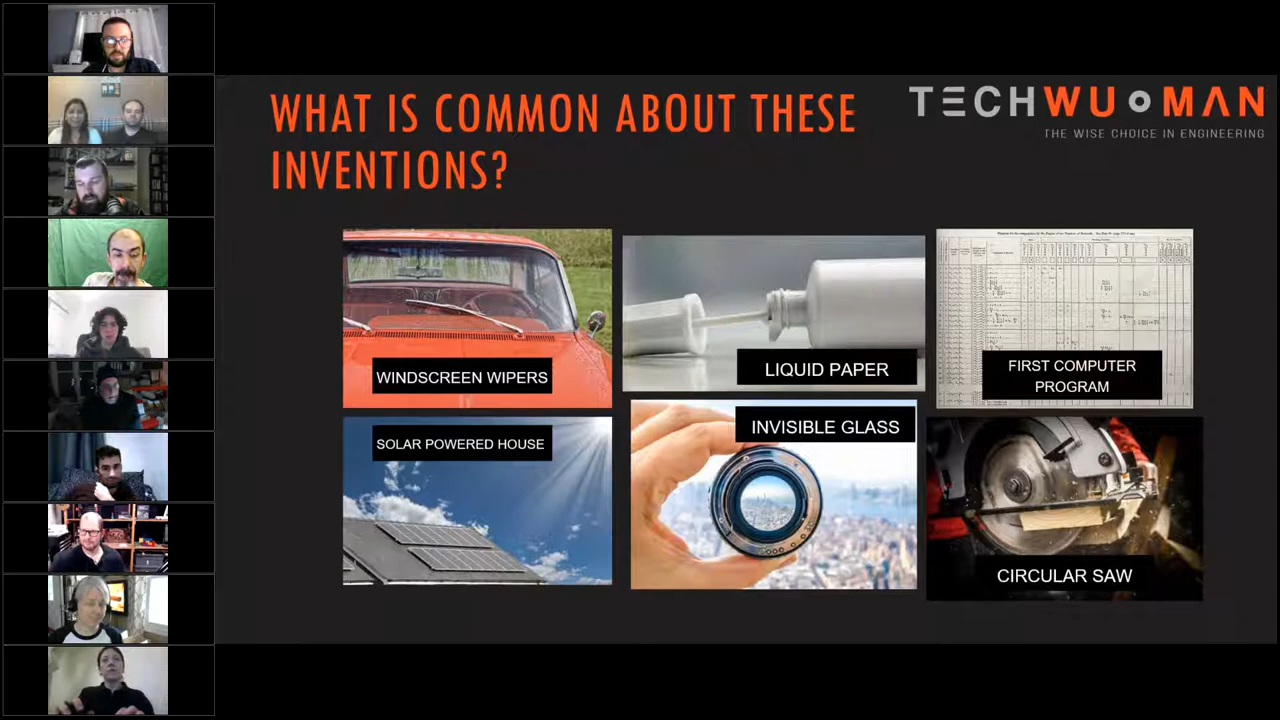 WHAT IS COMMON ABOUT THESE
INVENTIONS?
TECHWU MAN
THE WISE CHOICE IN ENGINEERING
WINDSCREEN WIPERS
LIQUID PAPER
FIRST COMPUTER
PROGRAM
SOLAR POWERED HOUSE
INVISIBLE GLASS
CIRCULAR SAW